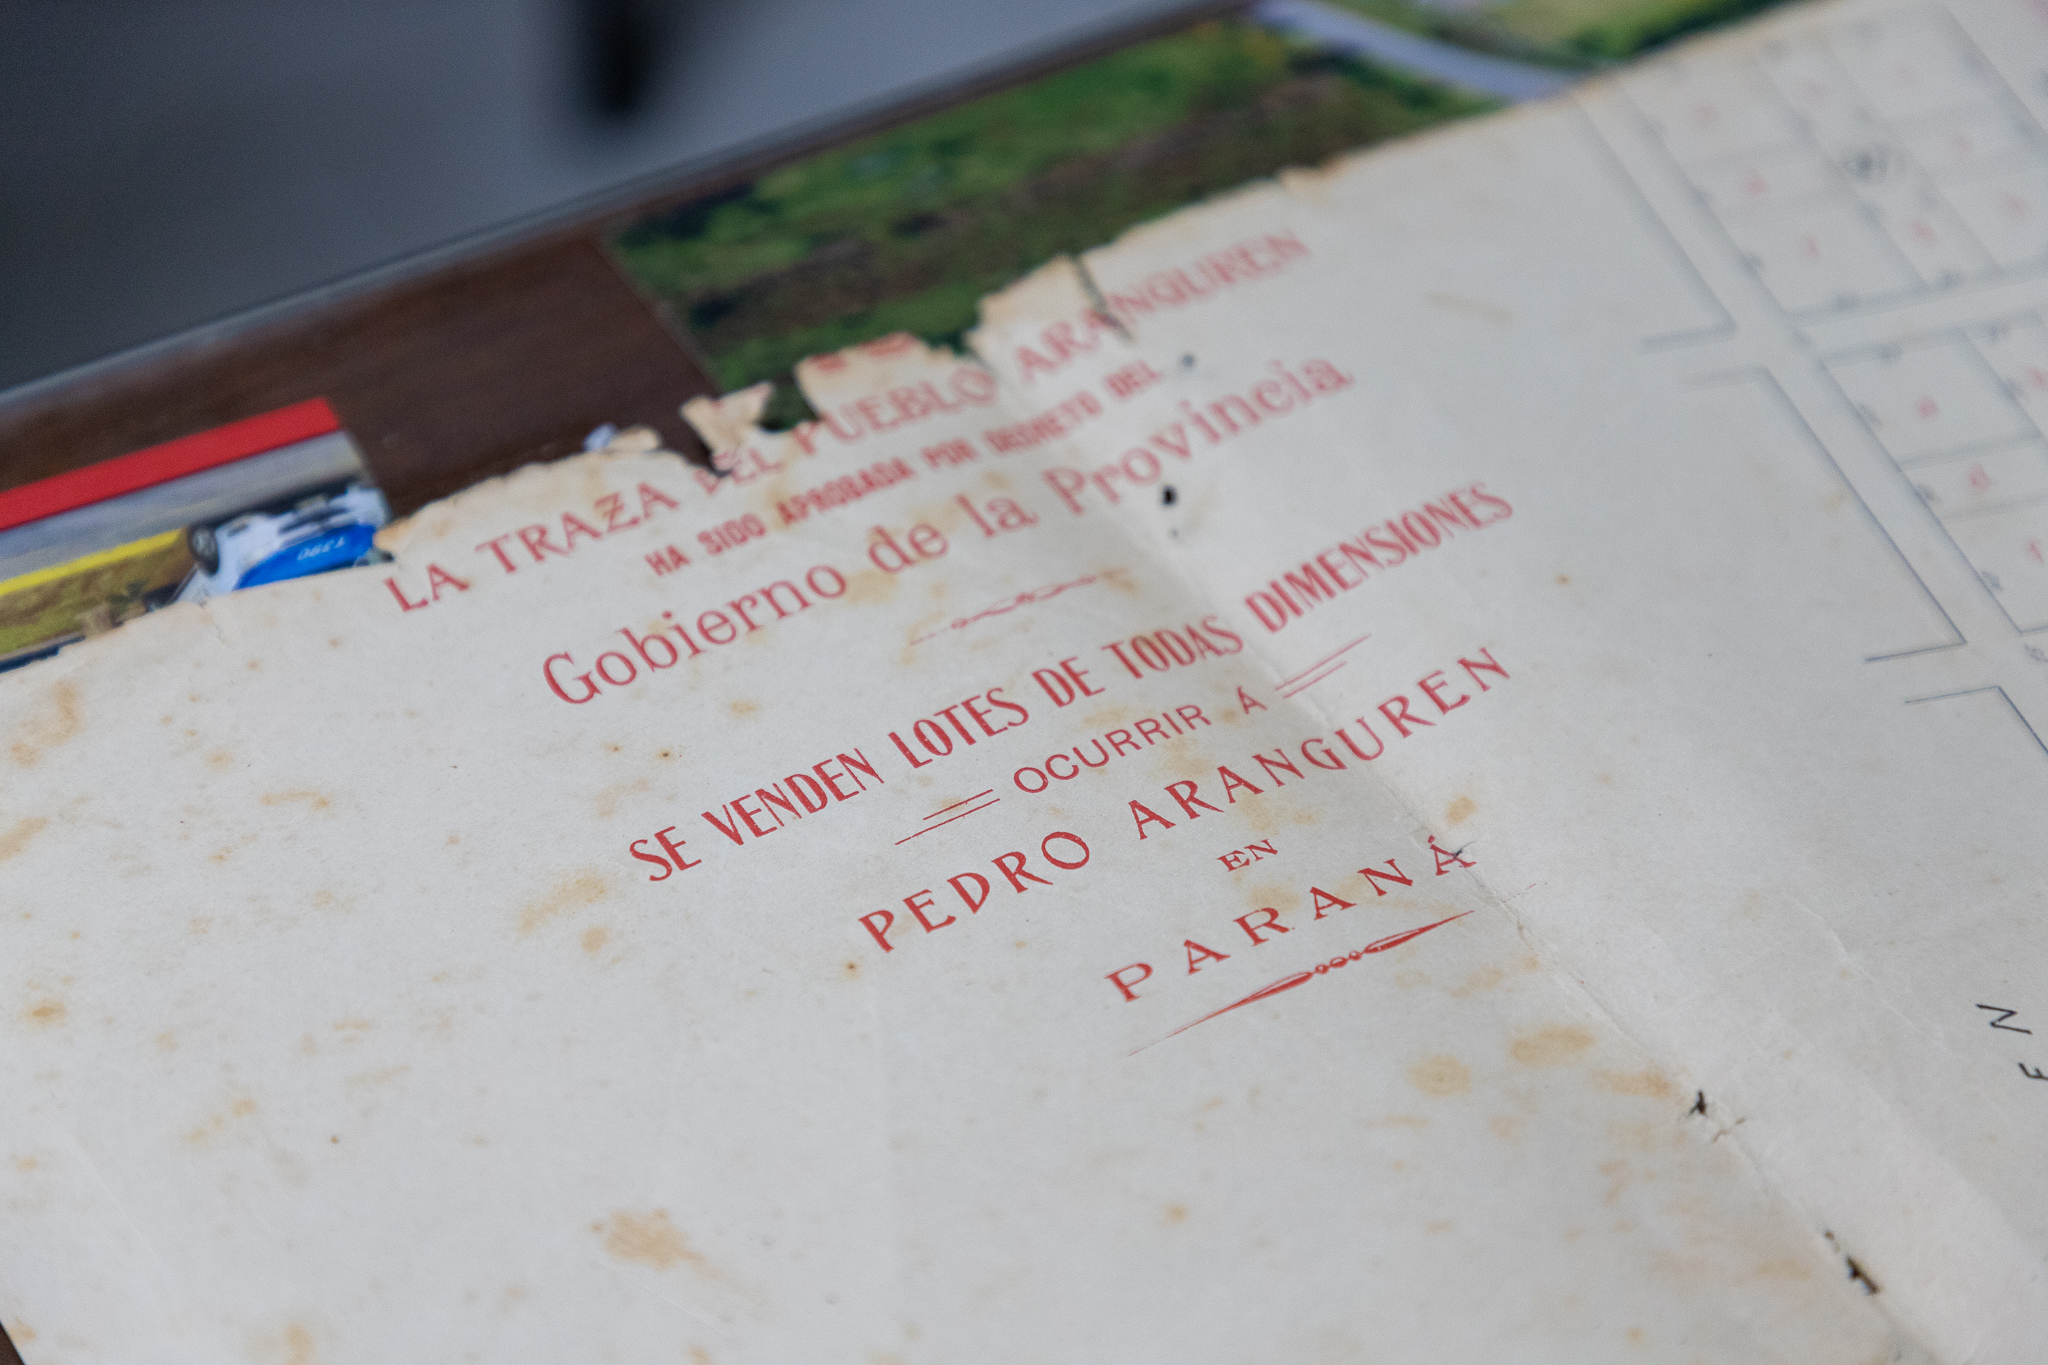 LA TRAZA DEL PUEBLO ARANGUREN
HA SIDO APROBADA POR DECRETO DEL
Gobierno de la Provincia
SE VENDEN LOTES DE TODAS DIMENSIONES
OCURRIR Á
PEDRO ARANGUREN
EN
PARANÁ